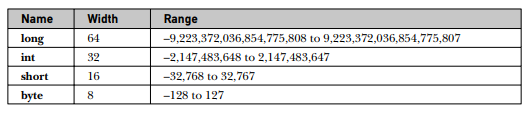 Name Width Range
long 64 –9,223,372,036,854,775,808 to 9,223,372,036,854,775,807
int 32 –2,147,483,648 to 2,147,483,647
short 16 –32,768 to 32,767
byte 8 –128 to 127